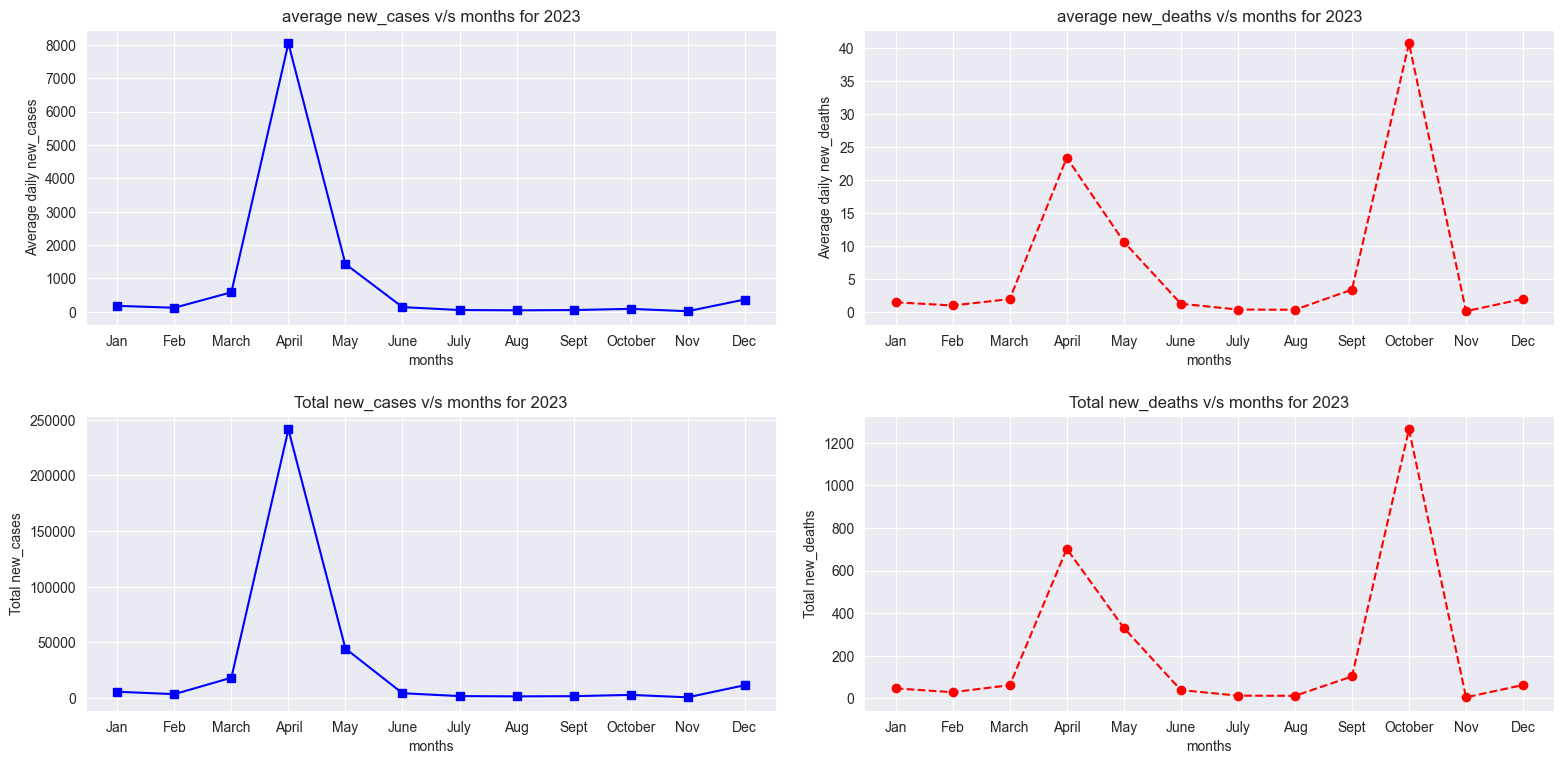 average new_cases v/s months for 2023
Average daily new_cases
8000
7000
6000
5000
4000
3000
2000
1000
0
Jan Feb March April May June July Aug Sept October Nov Dec
months
average new_deaths v/s months for 2023
Average daily new_deaths
40
35
30
25
20
15
10
5
0
Jan Feb March April May June July Aug Sept October Nov Dec
months
Total new_cases v/s months for 2023
Total new_cases
250000
200000
150000
100000
50000
0
Jan Feb March April May June July Aug Sept October Nov Dec
months
Total new_deaths v/s months for 2023
Total new_deaths
1200
1000
800
600
400
200
0
Jan Feb March April May June July Aug Sept October Nov Dec
months